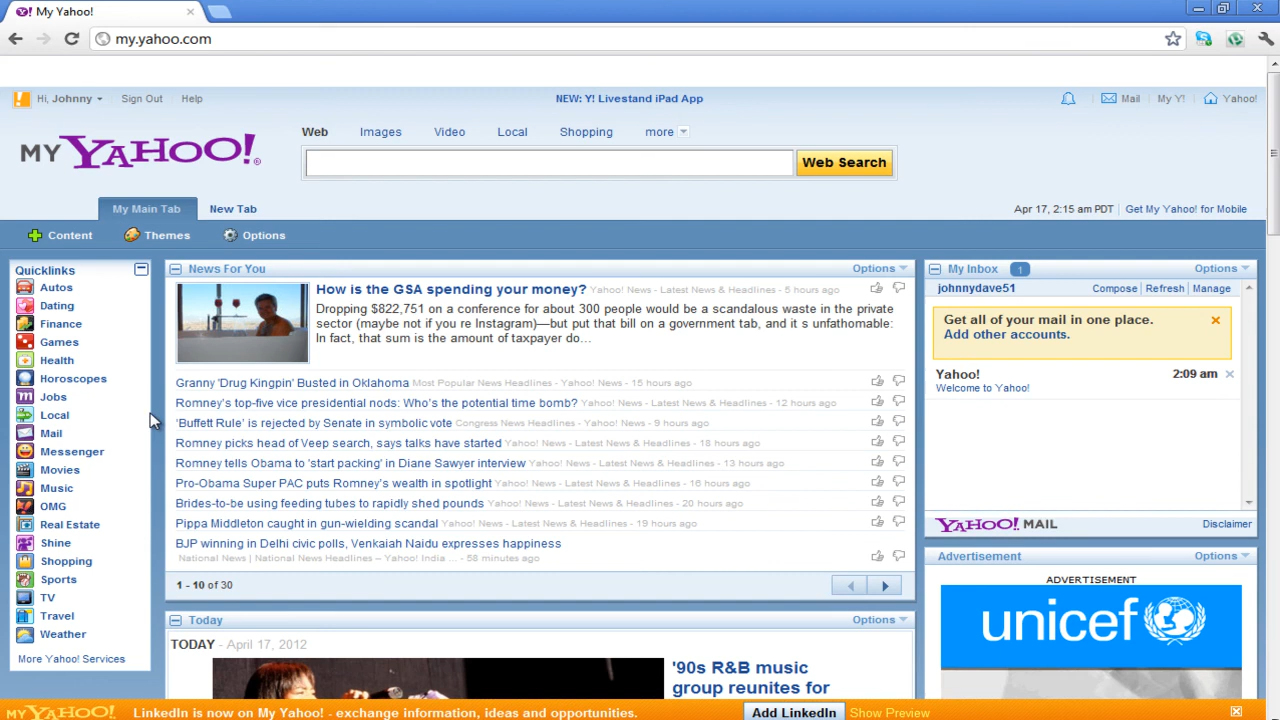 My Yahoo!
my.yahoo.com
Hi, Johnny Sign Out Help NEW: Y! Livestand iPad App Mail My Y! Yahoo!
Web Images Video Local Shopping more
MY YAHOO!
Web Search
My Main Tab New Tab Apr 17, 2:15 am PDT Get My Yahoo! for Mobile
Content Themes Options
Quicklinks
Autos
Dating
Finance
Games
Health
Horoscopes
Jobs
Local
Mail
Messenger
Movies
Music
OMG
Real Estate
Shine
Shopping
Sports
TV
Travel
Weather
More Yahoo! Services
News For You Options
How is the GSA spending your money? Yahoo! News - Latest News & Headlines - 5 hours ago
Dropping $822,751 on a conference for about 300 people would be a scandalous waste in the private
sector (maybe not if you re Instagram)—but put that bill on a government tab, and it s unfathomable:
In fact, that sum is the amount of taxpayer do...
Granny 'Drug Kingpin' Busted in Oklahoma Most Popular News Headlines - Yahoo! News - 15 hours ago
Romney's top-five vice presidential nods: Who's the potential time bomb? Yahoo! News - Latest News & Headlines - 12 hours ago
'Buffett Rule' is rejected by Senate in symbolic vote Congress News Headlines - Yahoo! News - 9 hours ago
Romney picks head of Veep search, says talks have started Yahoo! News - Latest News & Headlines - 18 hours ago
Romney tells Obama to 'start packing' in Diane Sawyer interview Yahoo! News - Latest News & Headlines - 13 hours ago
Pro-Obama Super PAC puts Romney's wealth in spotlight Yahoo! News - Latest News & Headlines - 16 hours ago
Brides-to-be using feeding tubes to rapidly shed pounds Yahoo! News - Latest News & Headlines - 20 hours ago
Pippa Middleton caught in gun-wielding scandal Yahoo! News - Latest News & Headlines - 19 hours ago
BJP winning in Delhi civic polls, Venkaiah Naidu expresses happiness
National News | National News Headlines – Yahoo! India ... - 58 minutes ago
1 - 10 of 30
Today Options
TODAY - April 17, 2012
'90s R&B music
group reunites for
My Inbox 1 Options
johnnydave51 Compose | Refresh | Manage
Get all of your mail in one place.
Add other accounts.
Yahoo! 2:09 am
Welcome to Yahoo!
YAHOO! MAIL Disclaimer
Advertisement Options
ADVERTISEMENT
unicef
MY YAHOO! LinkedIn is now on My Yahoo! - exchange information, ideas and opportunities. Add LinkedIn Show Preview